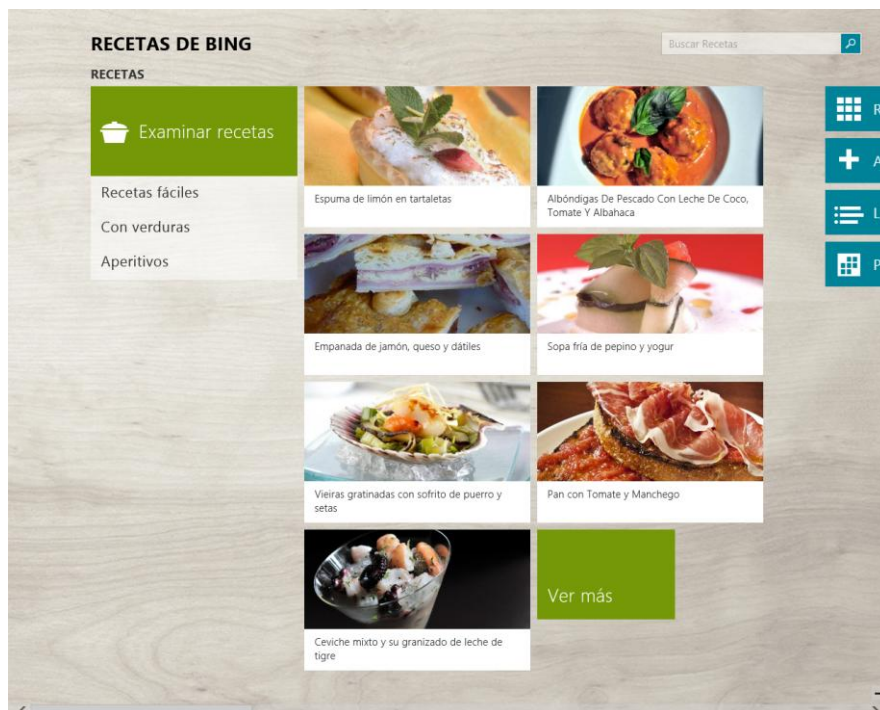 RECETAS DE BING
Buscar Recetas
RECETAS
Examinar recetas
Recetas fáciles
Con verduras
Aperitivos
Espuma de limón en tartaletas
Albóndigas De Pescado Con Leche De Coco,
Tomate Y Albahaca
Empanada de jamón, queso y dátiles
Sopa fría de pepino y yogur
Vieiras gratinadas con sofrito de puerro y
setas
Pan con Tomate y Manchego
Ceviche mixto y su granizado de leche de
tigre
Ver más
R
A
L
P